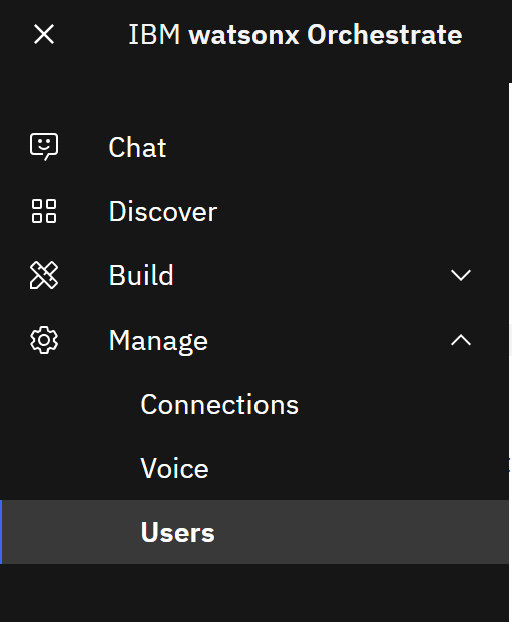 IBM watsonx Orchestrate
Chat
Discover
Build
Manage
Connections
Voice
Users